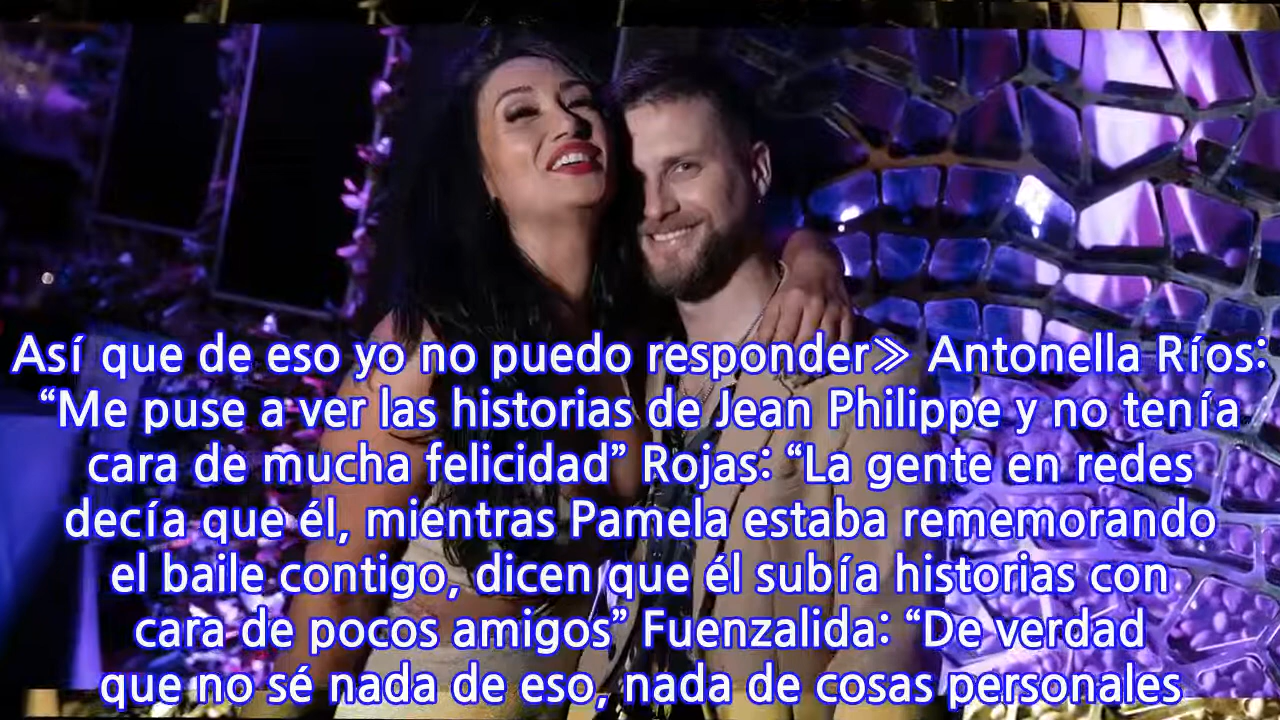 Así que de eso yo no puedo responder≫ Antonella Ríos:
“Me puse a ver las historias de Jean Philippe y no tenía
cara de mucha felicidad” Rojas: “La gente en redes
decía que él, mientras Pamela estaba rememorando
el baile contigo, dicen que él subía historias con
cara de pocos amigos” Fuenzalida: “De verdad
que no sé nada de eso, nada de cosas personales